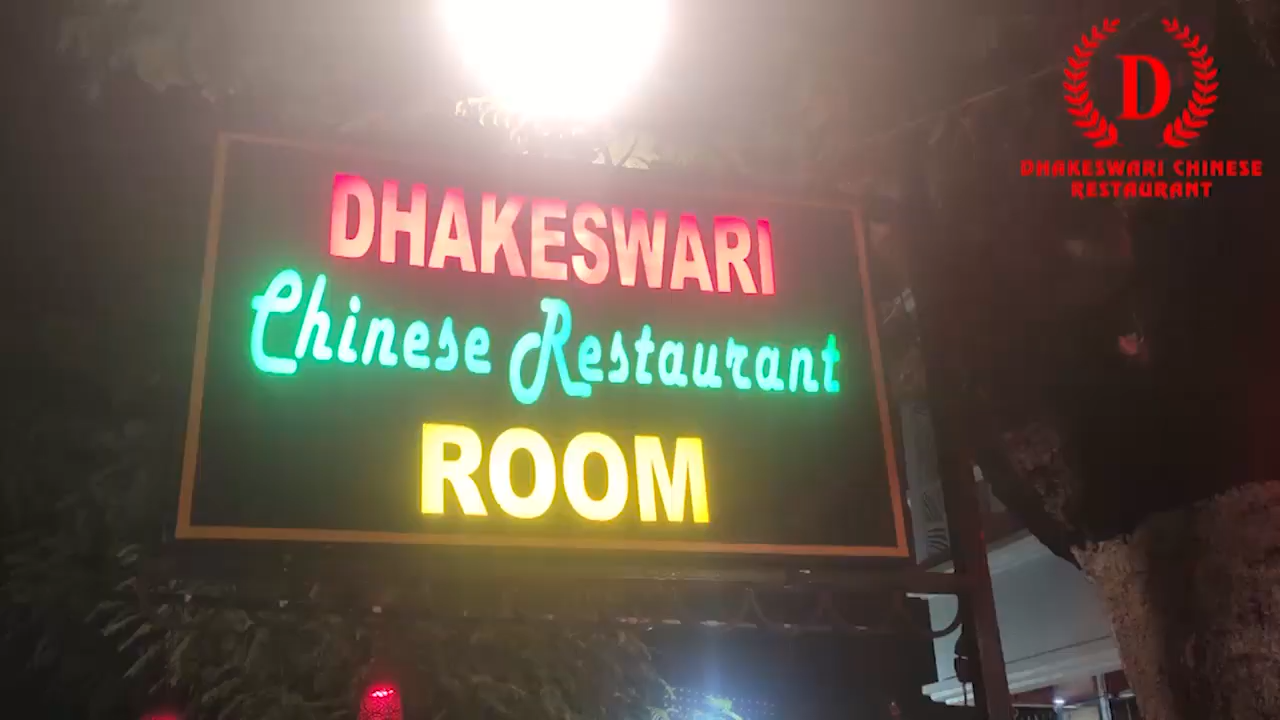 DHAKESWARI
Chinese Restaurant
ROOM
D
DHAKESWARI CHINESE
RESTAURANT